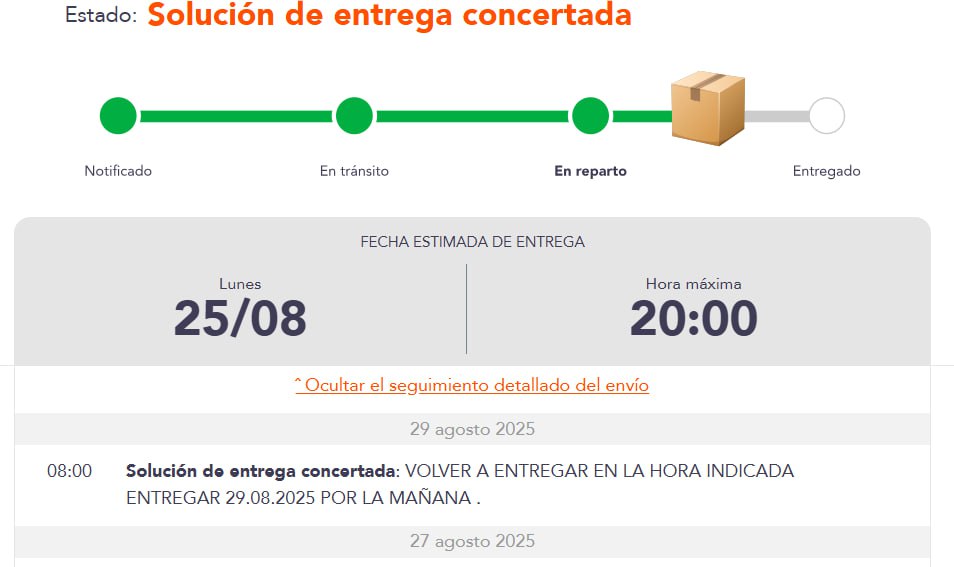 Estado: Solución de entrega concertada
Notificado
En tránsito
En reparto
Entregado
FECHA ESTIMADA DE ENTREGA
Lunes
25/08
Hora máxima
20:00
ˆ Ocultar el seguimiento detallado del envío
29 agosto 2025
08:00
Solución de entrega concertada: VOLVER A ENTREGAR EN LA HORA INDICADA
ENTREGAR 29.08.2025 POR LA MAÑANA .
27 agosto 2025